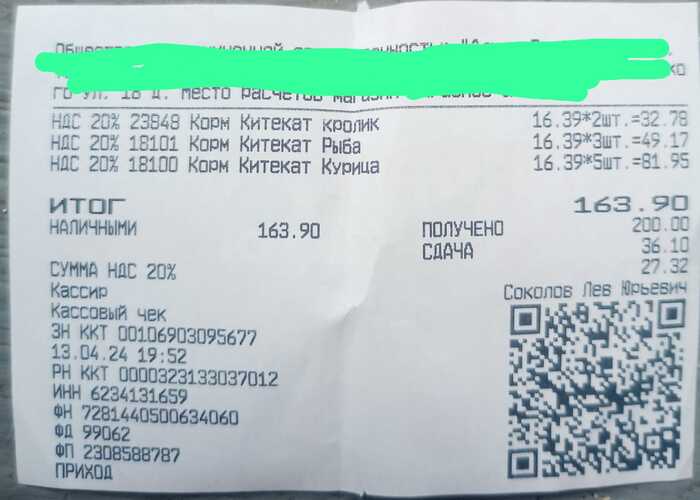 го ул. 18 д. место расчетов магазин
НДС 20% 23848 Корм Китекат кролик 16.39*2шт.=32.78
НДС 20% 18101 Корм Китекат Рыба 16.39*3шт.=49.17
НДС 20% 18100 Корм Китекат Курица 16.39*5шт.=81.95
ИТОГ 163.90
НАЛИЧНЫМИ 163.90 ПОЛУЧЕНО 200.00
СДАЧА 36.10
СУММА НДС 20% 27.32
Кассир Соколов Лев Юрьевич
Кассовый чек
ЗН ККТ 00106903095677
13.04.24 19:52
РН ККТ 0000323133037012
ИНН 6234131659
ФН 7281440500634060
ФД 99062
ФП 2308588787
ПРИХОД